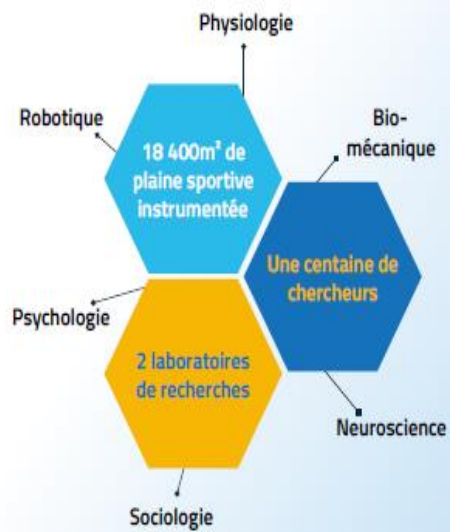 Physiologie
Robotique
Bio-
mécanique
18 400m² de
plaine sportive
instrumentée
Une centaine de
chercheurs
Psychologie
2 laboratoires
de recherches
Neuroscience
Sociologie